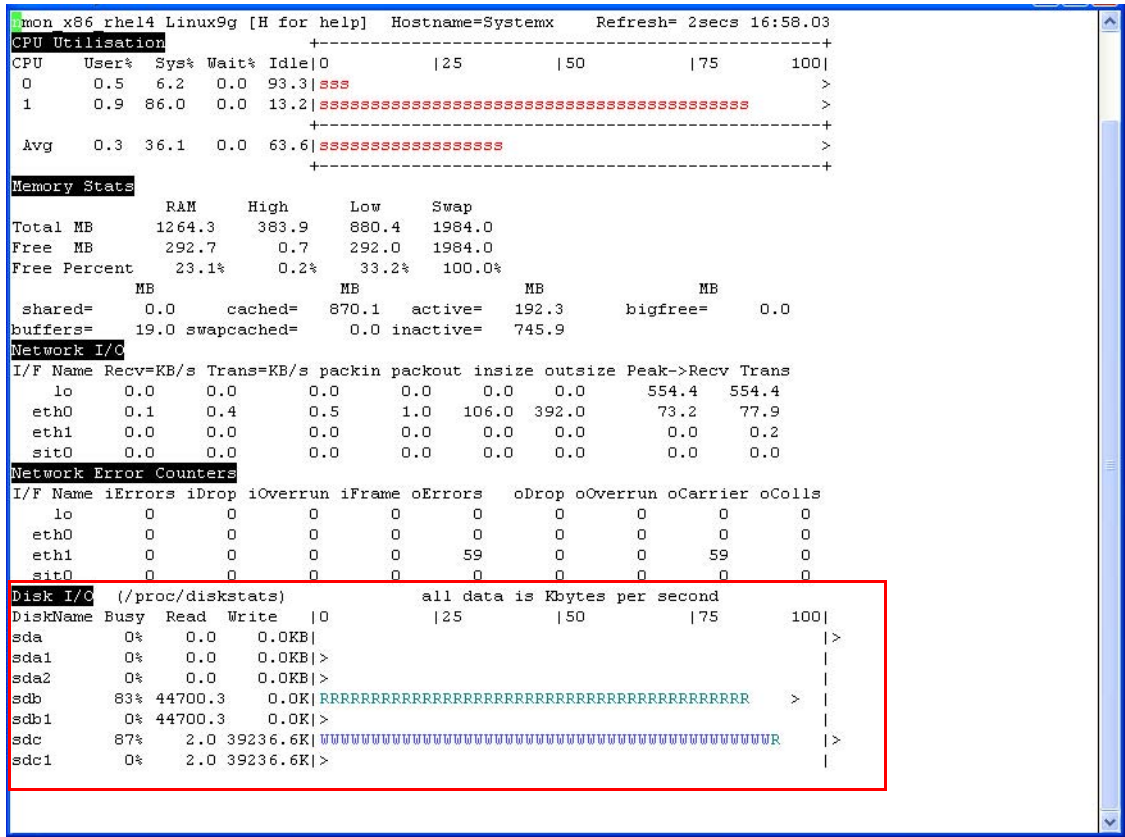 nmon_x86_rhel4 Linux9g [H for help]   Hostname=Systemx    Refresh= 2secs 16:58.03
CPU Utilisation              +-------------------------------------------------+
CPU    User%  Sys% Wait% Idle|0          |25         |50          |75       100|
 0      0.5   6.2   0.0  93.3|sss                                              >
 1      0.9  86.0   0.0  13.2|ssssssssssssssssssssssssssssssssssssssssss       >
                             +-------------------------------------------------+
 Avg    0.3  36.1   0.0  63.6|ssssssssssssssssss                               >
                             +-------------------------------------------------+
Memory Stats
               RAM     High      Low     Swap
Total MB      1264.3    383.9    880.4   1984.0
Free  MB       292.7      0.7    292.0   1984.0
Free Percent    23.1%     0.2%    33.2%   100.0%
            MB                  MB                MB               MB
 shared=     0.0     cached=   870.1   active=   192.3      bigfree=     0.0
buffers=    19.0 swapcached=     0.0 inactive=   745.9
Network I/O
I/F Name Recv=KB/s Trans=KB/s packin packout insize outsize Peak->Recv Trans
    lo     0.0     0.0       0.0      0.0     0.0    0.0      554.4   554.4
  eth0     0.1     0.4       0.5      1.0   106.0  392.0       73.2    77.9
  eth1     0.0     0.0       0.0      0.0     0.0    0.0        0.0     0.2
  sit0     0.0     0.0       0.0      0.0     0.0    0.0        0.0     0.0
Network Error Counters
I/F Name iErrors iDrop iOverrun iFrame oErrors   oDrop oOverrun oCarrier oColls
    lo       0       0       0       0       0       0       0       0       0
  eth0       0       0       0       0       0       0       0       0       0
  eth1       0       0       0       0      59       0       0      59       0
  sit0       0       0       0       0       0       0       0       0       0
Disk I/O  (/proc/diskstats)             all data is Kbytes per second
DiskName Busy  Read  Write   |0          |25         |50          |75       100|
sda        0%    0.0    0.0KB|                                                 |>
sda1       0%    0.0    0.0KB|>                                                |
sda2       0%    0.0    0.0KB|>                                                |
sdb       83% 44700.3    0.0K|RRRRRRRRRRRRRRRRRRRRRRRRRRRRRRRRRRRRRRRRRR    >  |
sdb1       0% 44700.3    0.0K|>                                                |
sdc       87%    2.0 39236.6K|WWWWWWWWWWWWWWWWWWWWWWWWWWWWWWWWWWWWWWWWWWWWR    |>
sdc1       0%    2.0 39236.6K|>                                                |